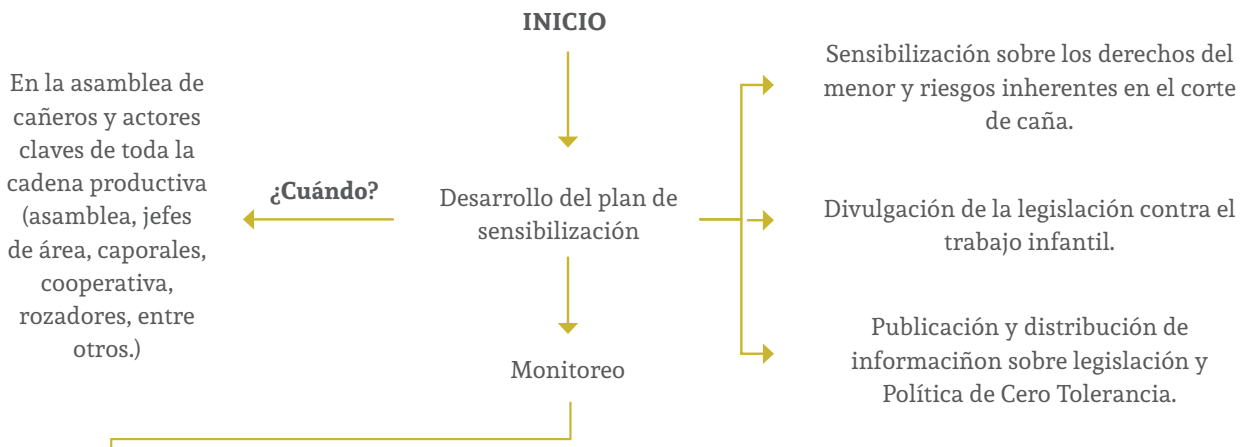 INICIO
En la asamblea de
cañeros y actores
claves de toda la
cadena productiva
(asamblea, jefes
de área, caporales,
cooperativa,
rozadores, entre
otros.)
¿Cuándo?
Desarrollo del plan de
sensibilización
Monitoreo
Sensibilización sobre los derechos del
menor y riesgos inherentes en el corte
de caña.
Divulgación de la legislación contra el
trabajo infantil.
Publicación y distribución de
informaciñon sobre legislación y
Política de Cero Tolerancia.